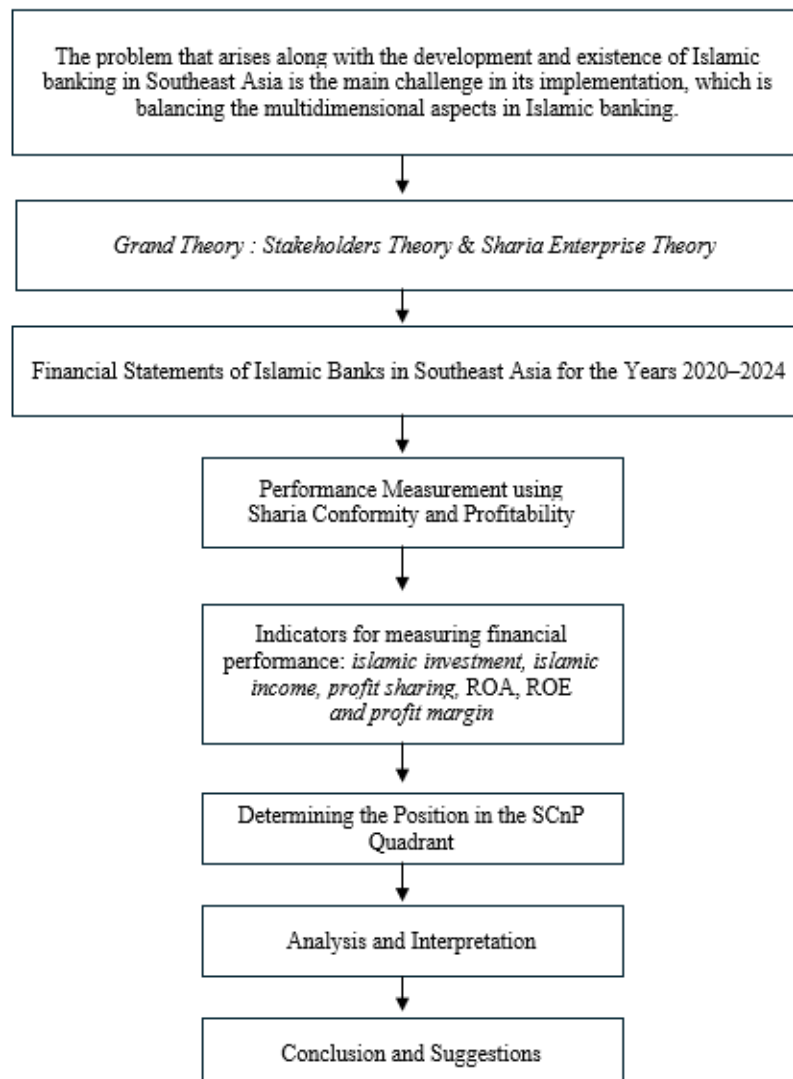 The problem that arises along with the development and existence of Islamic
banking in Southeast Asia is the main challenge in its implementation, which is
balancing the multidimensional aspects in Islamic banking.
Grand Theory : Stakeholders Theory & Sharia Enterprise Theory
Financial Statements of Islamic Banks in Southeast Asia for the Years 2020–2024
Performance Measurement using
Sharia Conformity and Profitability
Indicators for measuring financial
performance: islamic investment, islamic
income, profit sharing, ROA, ROE
and profit margin
Determining the Position in the SCnP
Quadrant
Analysis and Interpretation
Conclusion and Suggestions